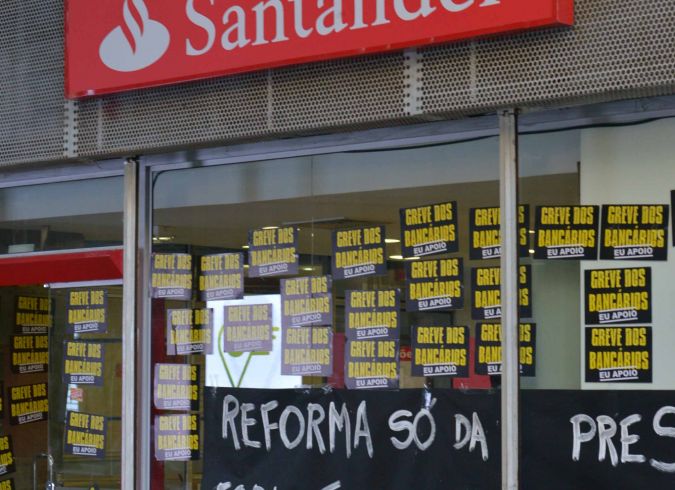 Santander
GREVE DOS
BANCÁRIOS
EU APOIO
REFORMA SÓ DA
PRES